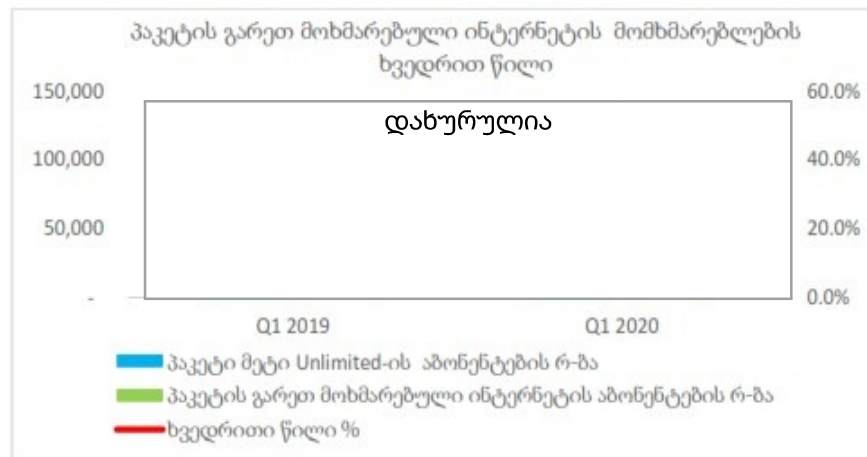 პაკეტის გარეთ მოხმარებული ინტერნეტის მომხმარებლების
ხვედრით წილი
150,000
60.0%
დახურულია
100,000
40.0%
50,000
20.0%
-
0.0%
Q1 2019
Q1 2020
პაკეტი მეტი Unlimited-ის აბონენტების რ-ბა
პაკეტის გარეთ მოხმარებული ინტერნეტის აბონენტების რ-ბა
ხვედრითი წილი %